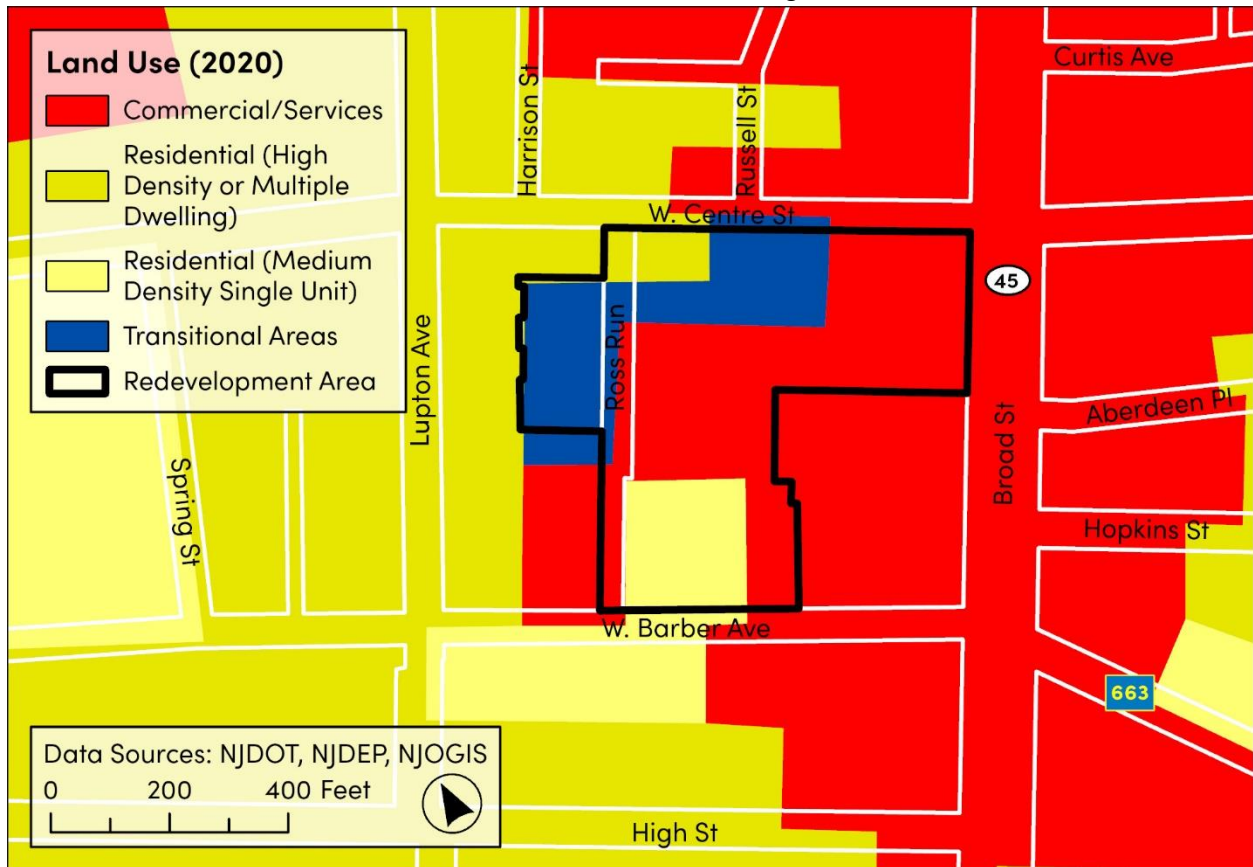 Land Use (2020)
Commercial/Services
Residential (High
Density or Multiple
Dwelling)
Residential (Medium
Density Single Unit)
Transitional Areas
Redevelopment Area
Curtis Ave
Harrison St
Russell St
W. Centre St
45
Lupton Ave
Ross Run
Broad St
Aberdeen Pl
Spring St
Hopkins St
W. Barber Ave
663
Data Sources: NJDOT, NJDEP, NJOGIS
0 200 400 Feet
High St